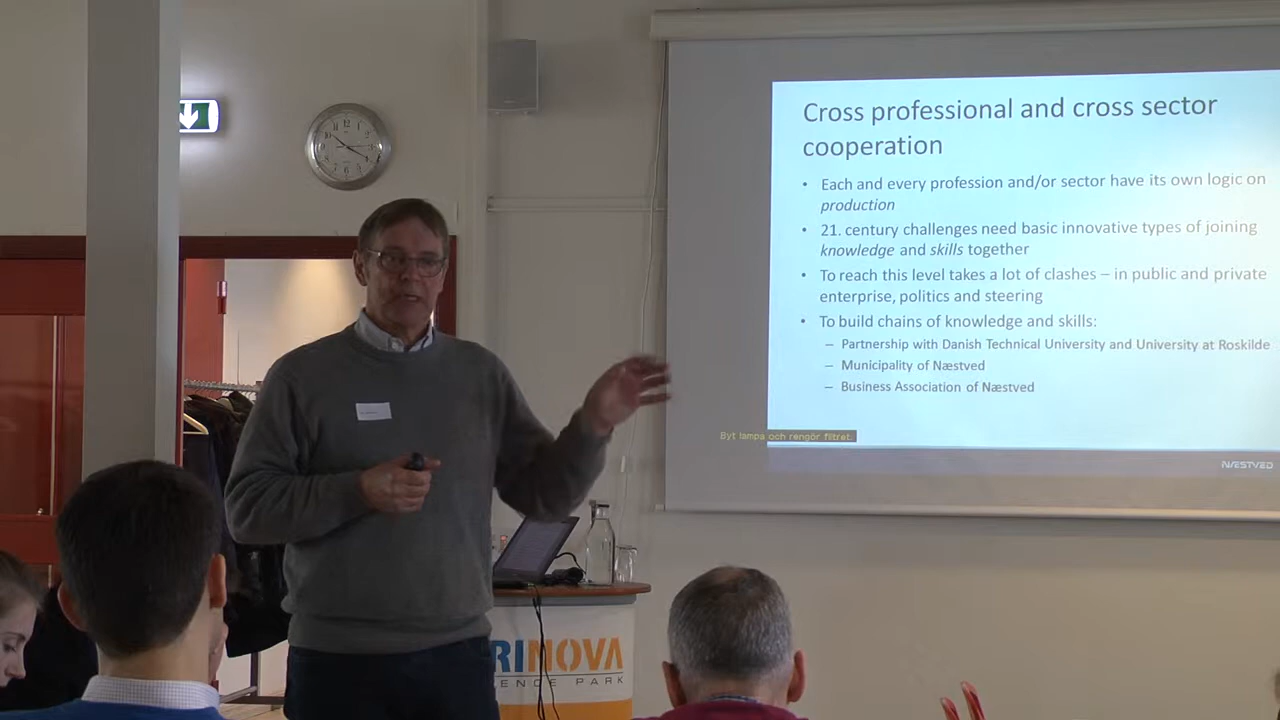 Cross professional and cross sector
cooperation
• Each and every profession and/or sector have its own logic on
production
• 21. century challenges need basic innovative types of joining
knowledge and skills together
• To reach this level takes a lot of clashes – in public and private
enterprise, politics and steering
• To build chains of knowledge and skills:
– Partnership with Danish Technical University and University at Roskilde
– Municipality of Næstved
– Business Association of Næstved
Byt lampa och rengör filtret.
NÆSTVED
RINOVA
ENCE PARK